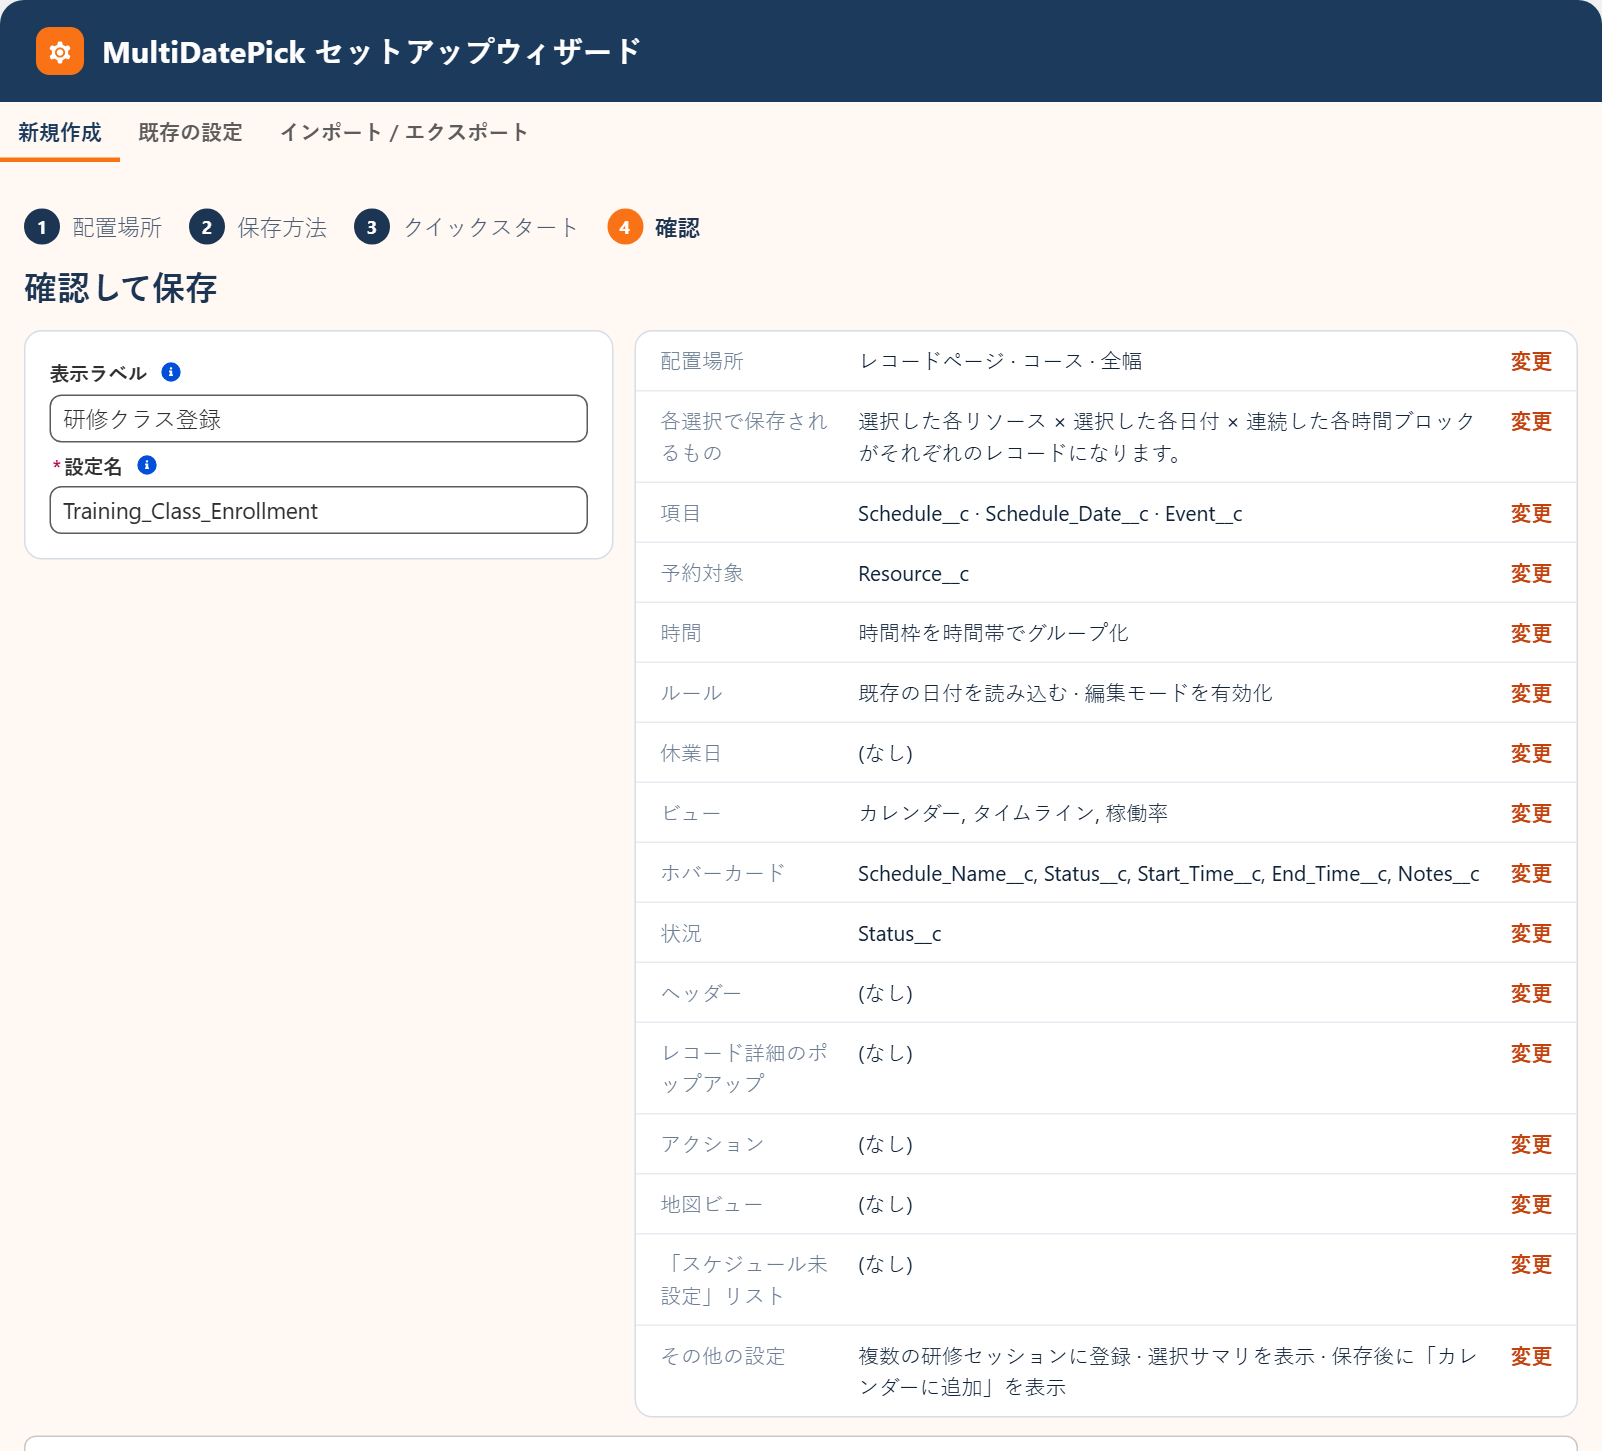 MultiDatePick セットアップウィザード
新規作成 既存の設定 インポート / エクスポート
1 配置場所 2 保存方法 3 クイックスタート 4 確認
確認して保存
表示ラベル
研修クラス登録
*設定名
Training_Class_Enrollment
配置場所 レコードページ · コース · 全幅 変更
各選択で保存され 選択した各リソース × 選択した各日付 × 連続した各時間ブロック 変更
るもの がそれぞれのレコードになります。
項目 Schedule__c · Schedule_Date__c · Event__c 変更
予約対象 Resource__c 変更
時間 時間枠を時間帯でグループ化 変更
ルール 既存の日付を読み込む · 編集モードを有効化 変更
休業日 (なし) 変更
ビュー カレンダー, タイムライン, 稼働率 変更
ホバーカード Schedule_Name__c, Status__c, Start_Time__c, End_Time__c, Notes__c 変更
状況 Status__c 変更
ヘッダー (なし) 変更
レコード詳細のポ (なし) 変更
ップアップ
アクション (なし) 変更
地図ビュー (なし) 変更
「スケジュール未 (なし) 変更
設定」リスト
その他の設定 複数の研修セッションに登録 · 選択サマリを表示 · 保存後に「カレ 変更
ンダーに追加」を表示